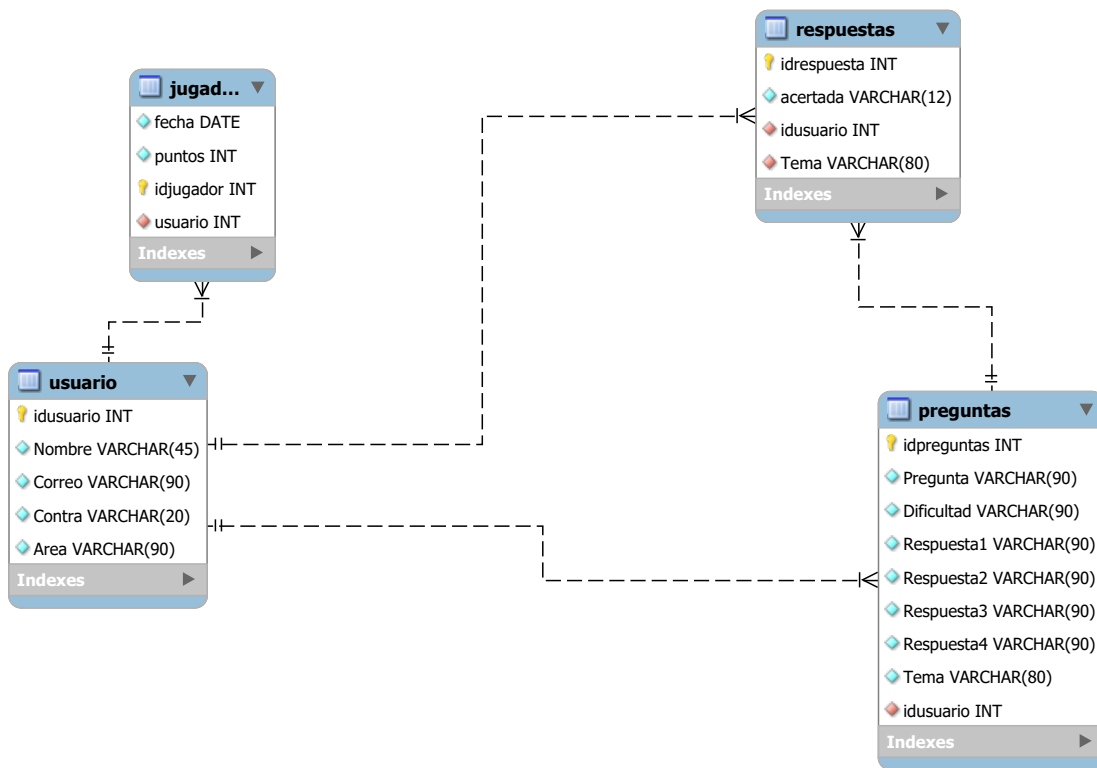 jugad...
fecha DATE
puntos INT
idjugador INT
usuario INT
Indexes
respuestas
idrespuesta INT
acertada VARCHAR(12)
idusuario INT
Tema VARCHAR(80)
Indexes
usuario
idusuario INT
Nombre VARCHAR(45)
Correo VARCHAR(90)
Contra VARCHAR(20)
Area VARCHAR(90)
Indexes
preguntas
idpreguntas INT
Pregunta VARCHAR(90)
Dificultad VARCHAR(90)
Respuesta1 VARCHAR(90)
Respuesta2 VARCHAR(90)
Respuesta3 VARCHAR(90)
Respuesta4 VARCHAR(90)
Tema VARCHAR(80)
idusuario INT
Indexes